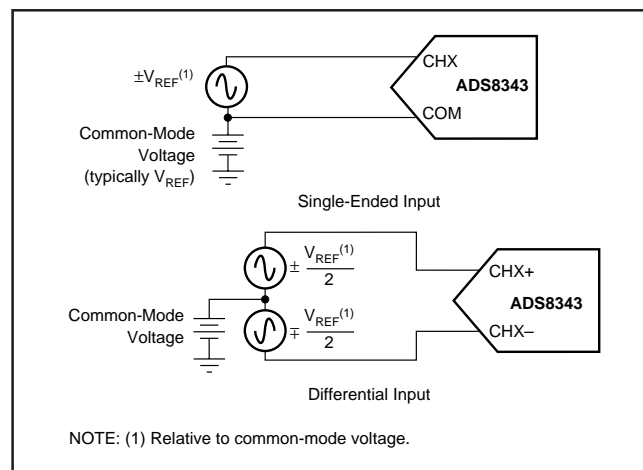 ±VREF(1)
CHX
ADS8343
COM
Common-Mode
Voltage
(typically VREF)
Single-Ended Input
± VREF(1)
2
CHX+
ADS8343
Common-Mode
Voltage
∓ VREF(1)
2
CHX–
Differential Input
NOTE: (1) Relative to common-mode voltage.